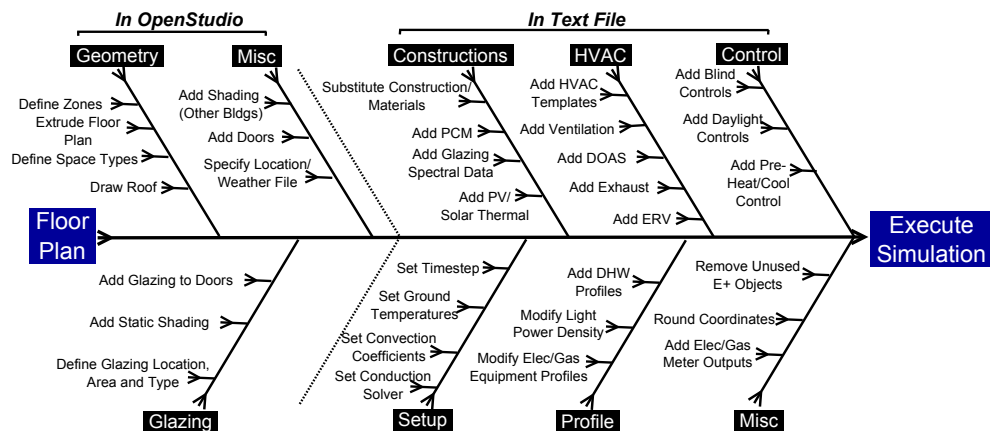 In OpenStudio
In Text File
Geometry
Misc
Constructions
HVAC
Control
Define Zones
Extrude Floor
Plan
Define Space Types
Draw Roof
Add Shading
(Other Bldgs)
Add Doors
Specify Location/
Weather File
Substitute Construction/
Materials
Add PCM
Add Glazing
Spectral Data
Add PV/
Solar Thermal
Add HVAC
Templates
Add Ventilation
Add DOAS
Add Exhaust
Add ERV
Add Blind
Controls
Add Daylight
Controls
Add Pre-
Heat/Cool
Control
Floor
Plan
Execute
Simulation
Add Glazing to Doors
Add Static Shading
Define Glazing Location,
Area and Type
Set Timestep
Set Ground
Temperatures
Set Convection
Coefficients
Set Conduction
Solver
Add DHW
Profiles
Modify Light
Power Density
Modify Elec/Gas
Equipment Profiles
Remove Unused
E+ Objects
Round Coordinates
Add Elec/Gas
Meter Outputs
Glazing
Setup
Profile
Misc